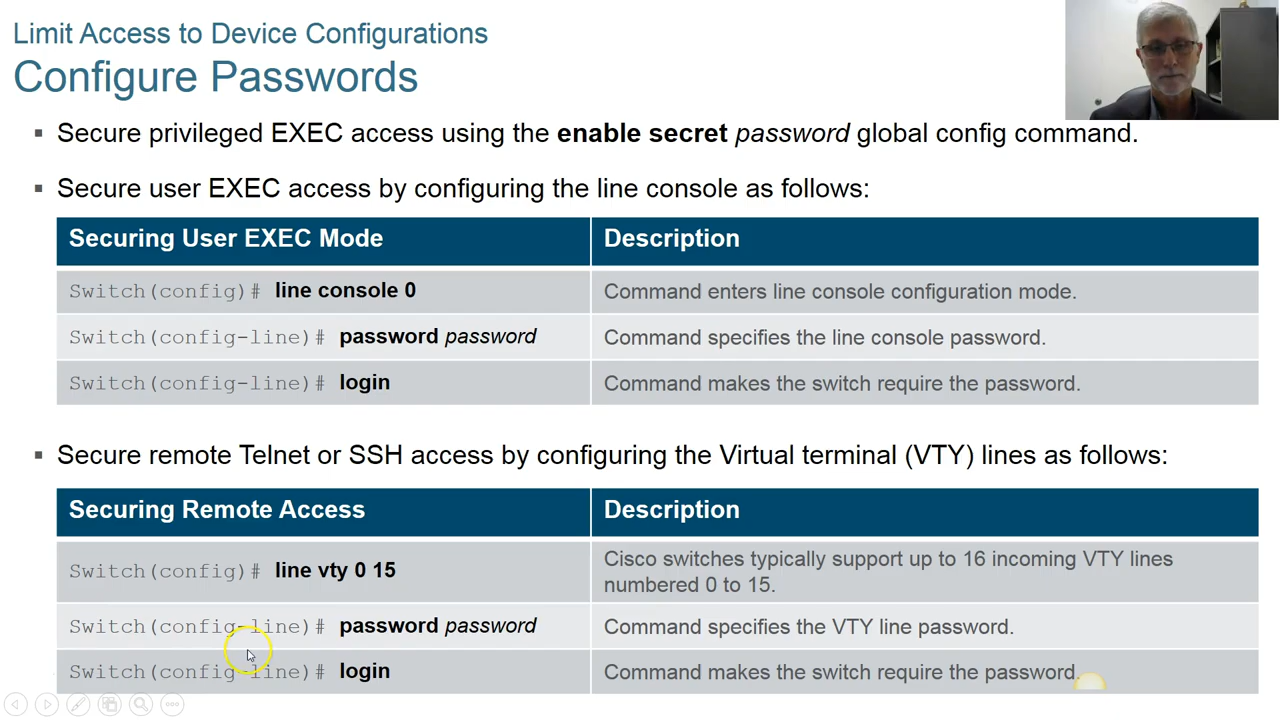 Limit Access to Device Configurations
Configure Passwords
▪ Secure privileged EXEC access using the enable secret password global config command.
▪ Secure user EXEC access by configuring the line console as follows:
Securing User EXEC Mode Description
Switch(config)# line console 0 Command enters line console configuration mode.
Switch(config-line)# password password Command specifies the line console password.
Switch(config-line)# login Command makes the switch require the password.
▪ Secure remote Telnet or SSH access by configuring the Virtual terminal (VTY) lines as follows:
Securing Remote Access Description
Switch(config)# line vty 0 15 Cisco switches typically support up to 16 incoming VTY lines
numbered 0 to 15.
Switch(config-line)# password password Command specifies the VTY line password.
Switch(config-line)# login Command makes the switch require the password.